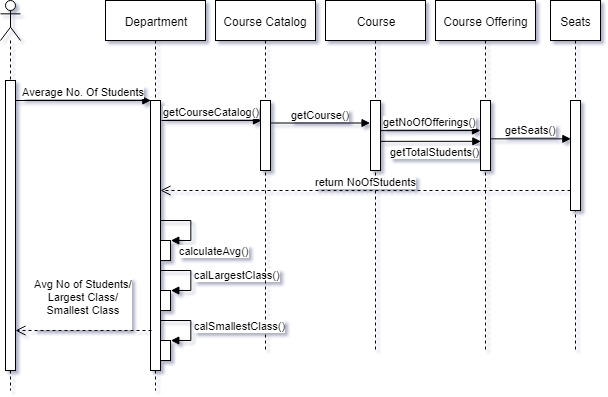 Department
Course Catalog
Course
Course Offering
Seats
Average No. Of Students
getCourseCatalog()
getCourse()
getNoOfOfferings()
getSeats()
getTotalStudents()
return NoOfStudents
calculateAvg()
calLargestClass()
Avg No of Students/
Largest Class/
Smallest Class
calSmallestClass()